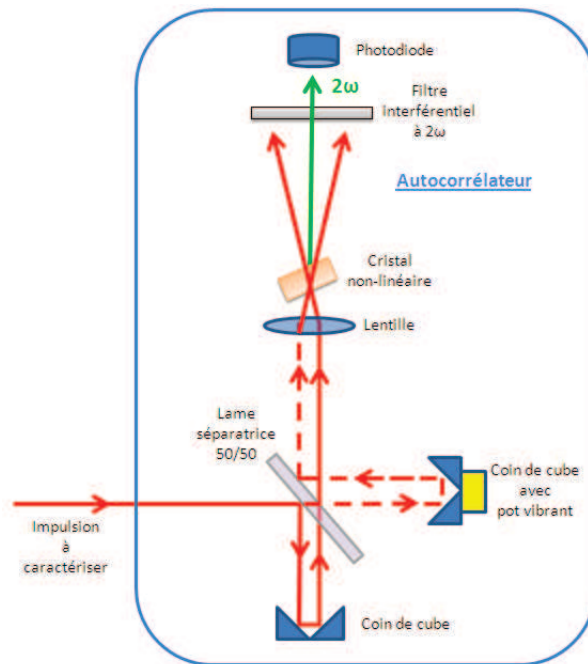 Photodiode
2ω
Filtre
interférentiel
à 2ω
Autocorrélateur
Cristal
non-linéaire
Lentille
Lame
séparatrice
50/50
Coin de cube
avec
pot vibrant
Impulsion
à
caractériser
Coin de cube